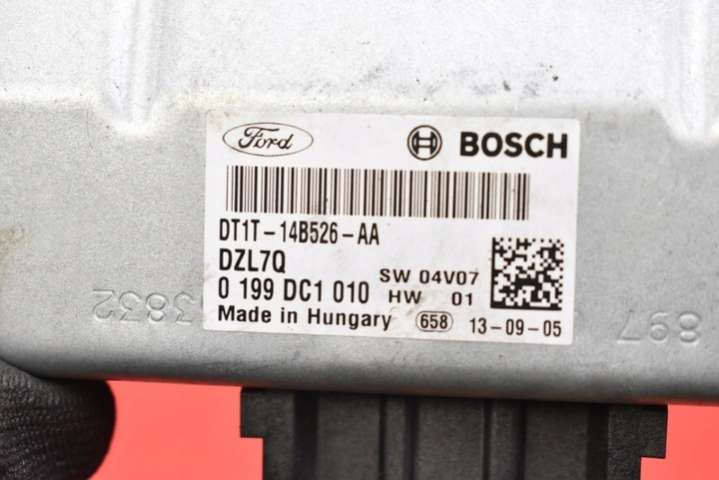 Ford BOSCH
DT1T-14B526-AA
DZL7Q
SW 04V07
0 199 DC1 010 HW 01
Made in Hungary 658 13-09-05
3832
897